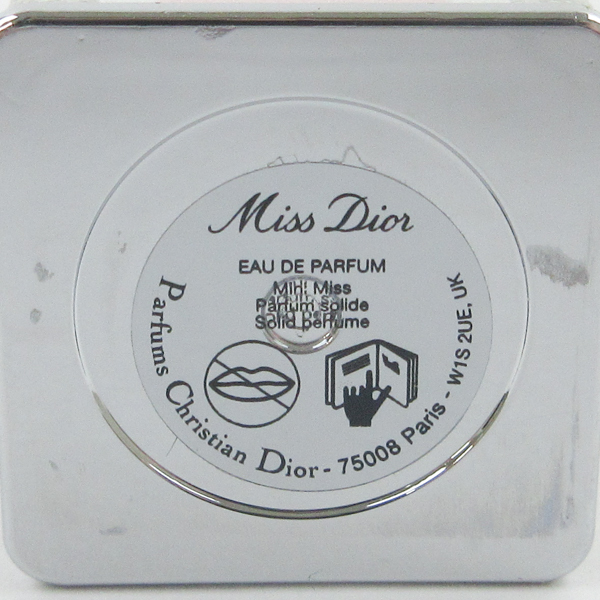 Miss Dior
EAU DE PARFUM
Mini Miss
Parfum solide
Solid perfume
Parfums Christian Dior - 75008 Paris - W1S 2UE, UK